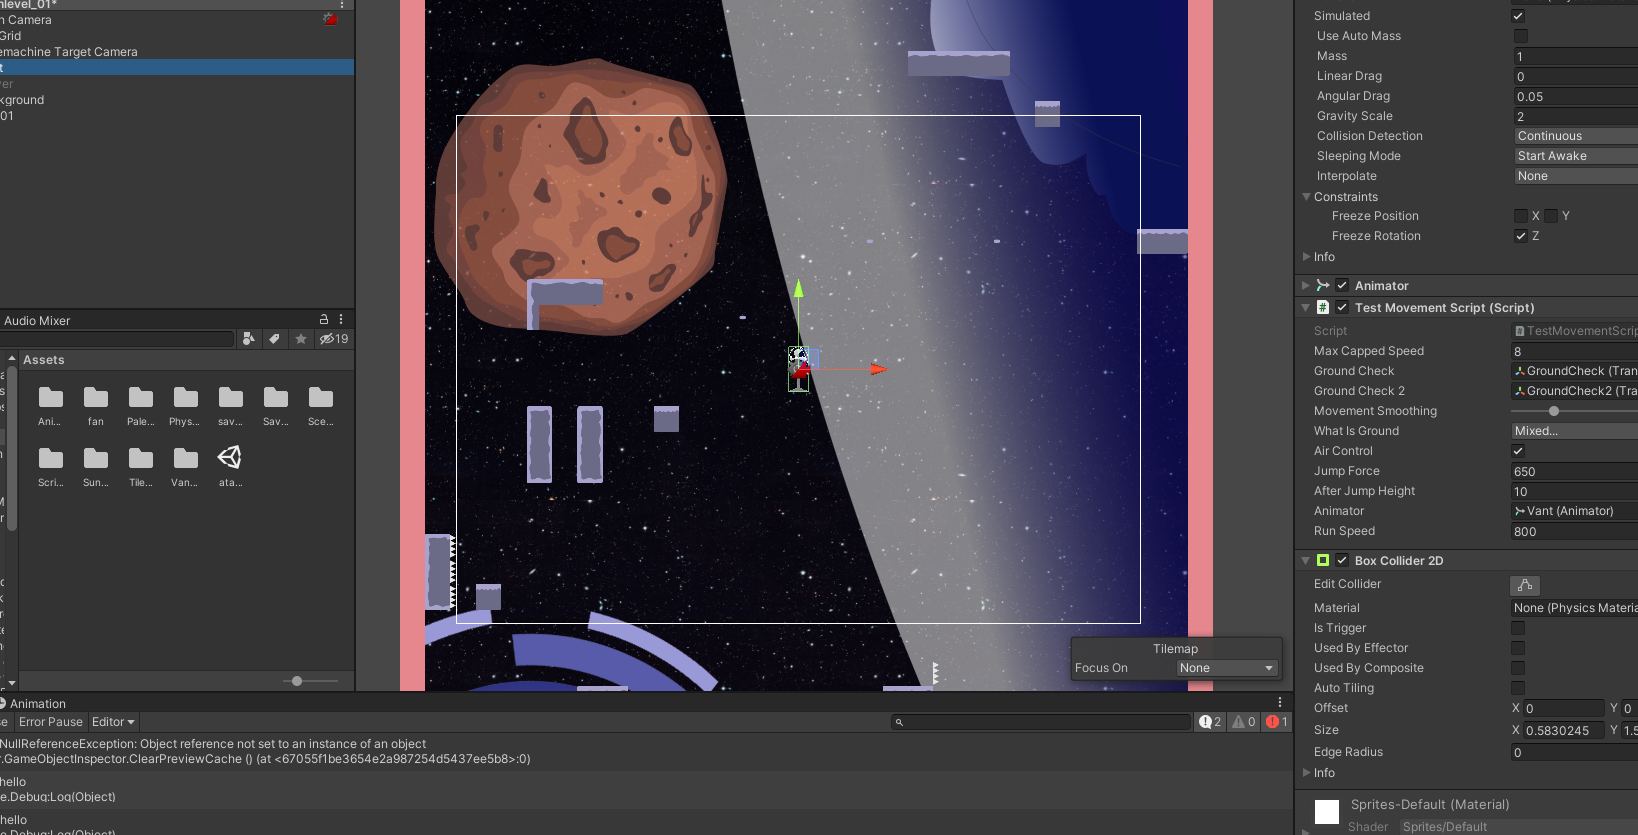 nlevel_01*
n Camera
Grid
emachine Target Camera
t
ver
kground
01
Audio Mixer
19
Assets
Ani...
fan
Pale...
Phys...
sav...
Sav...
Sce...
Scri...
Sun...
Tile...
Van...
ata...
Tilemap
Focus On
None
Animation
se
Error Pause
Editor
2
0
1
NullReferenceException: Object reference not set to an instance of an object
r.GameObjectInspector.ClearPreviewCache () (at <67055f1be3654e2a987254d5437ee5b8>:0)
hello
e.Debug:Log(Object)
hello
e.Debug:Log(Object)
Simulated
Use Auto Mass
Mass 1
Linear Drag 0
Angular Drag 0.05
Gravity Scale 2
Collision Detection Continuous
Sleeping Mode Start Awake
Interpolate None
Constraints
Freeze Position X Y
Freeze Rotation Z
Info
Animator
# Test Movement Script (Script)
Script TestMovementScrip
Max Capped Speed 8
Ground Check GroundCheck (Tran
Ground Check 2 GroundCheck2 (Tra
Movement Smoothing
What Is Ground Mixed...
Air Control
Jump Force 650
After Jump Height 10
Animator Vant (Animator)
Run Speed 800
Box Collider 2D
Edit Collider
Material None (Physics Materia
Is Trigger
Used By Effector
Used By Composite
Auto Tiling
Offset X 0 Y 0
Size X 0.5830245 Y 1.5
Edge Radius 0
Info
Sprites-Default (Material)
Shader Sprites/Default